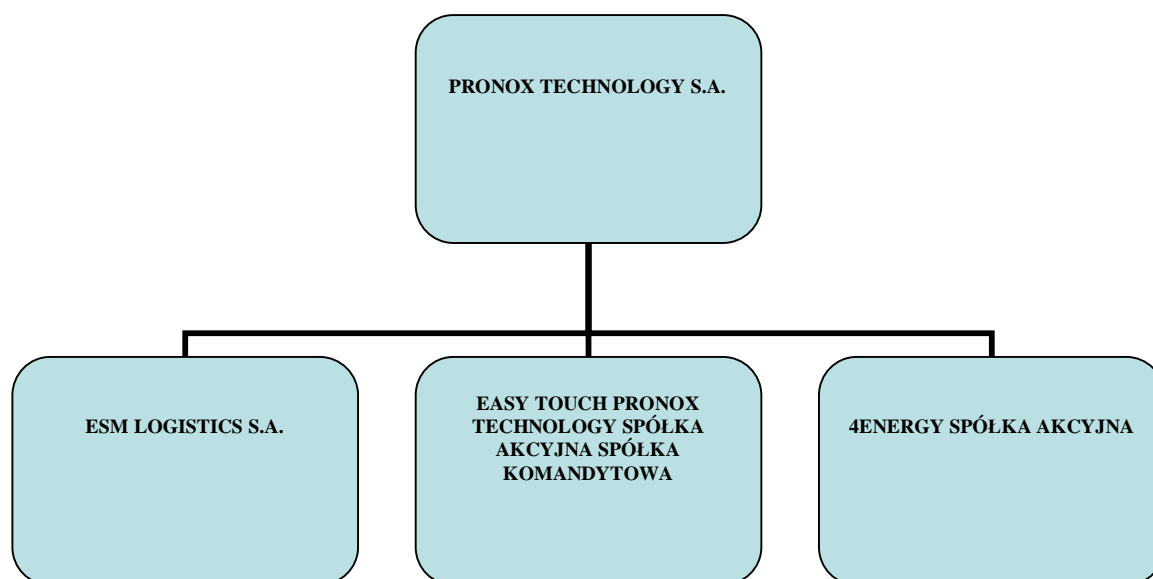 PRONOX TECHNOLOGY S.A.
ESM LOGISTICS S.A.
EASY TOUCH PRONOX
TECHNOLOGY SPÓŁKA
AKCYJNA SPÓŁKA
KOMANDYTOWA
4ENERGY SPÓŁKA AKCYJNA